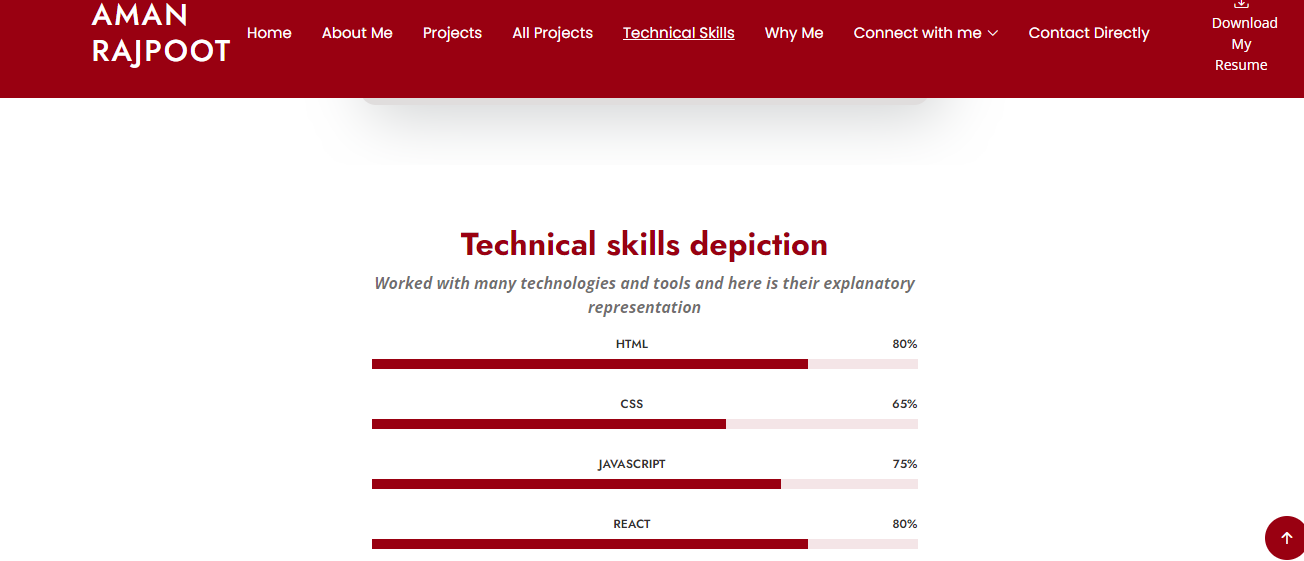 AMAN
RAJPOOT
Home About Me Projects All Projects Technical Skills Why Me Connect with me Contact Directly
Download
My
Resume
Technical skills depiction
Worked with many technologies and tools and here is their explanatory
representation
HTML 80%
CSS 65%
JAVASCRIPT 75%
REACT 80%